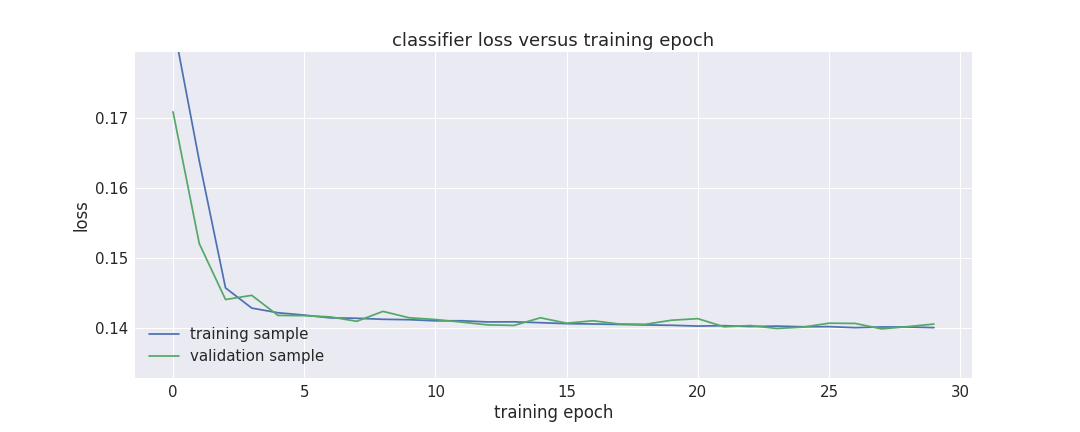 classifier loss versus training epoch
loss
0.17
0.16
0.15
0.14
training sample
validation sample
0 5 10 15 20 25 30
training epoch